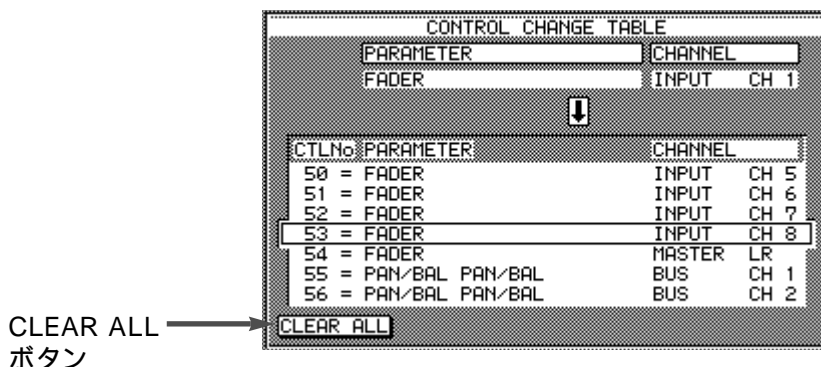 CONTROL CHANGE TABLE
PARAMETER CHANNEL
FADER INPUT CH 1
CTLNo PARAMETER CHANNEL
50 = FADER INPUT CH 5
51 = FADER INPUT CH 6
52 = FADER INPUT CH 7
53 = FADER INPUT CH 8
54 = FADER MASTER LR
55 = PAN/BAL PAN/BAL BUS CH 1
56 = PAN/BAL PAN/BAL BUS CH 2
CLEAR ALL
CLEAR ALL
ボタン